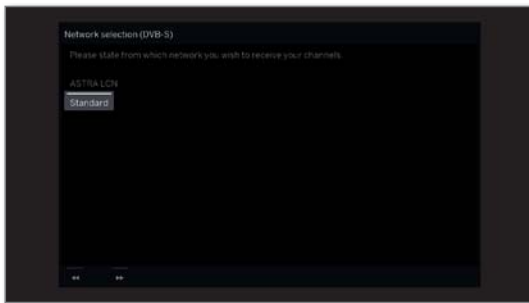 Network selection (DVB-S)
Please state from which network you wish to receive your channels.
ASTRA LCN
Standard